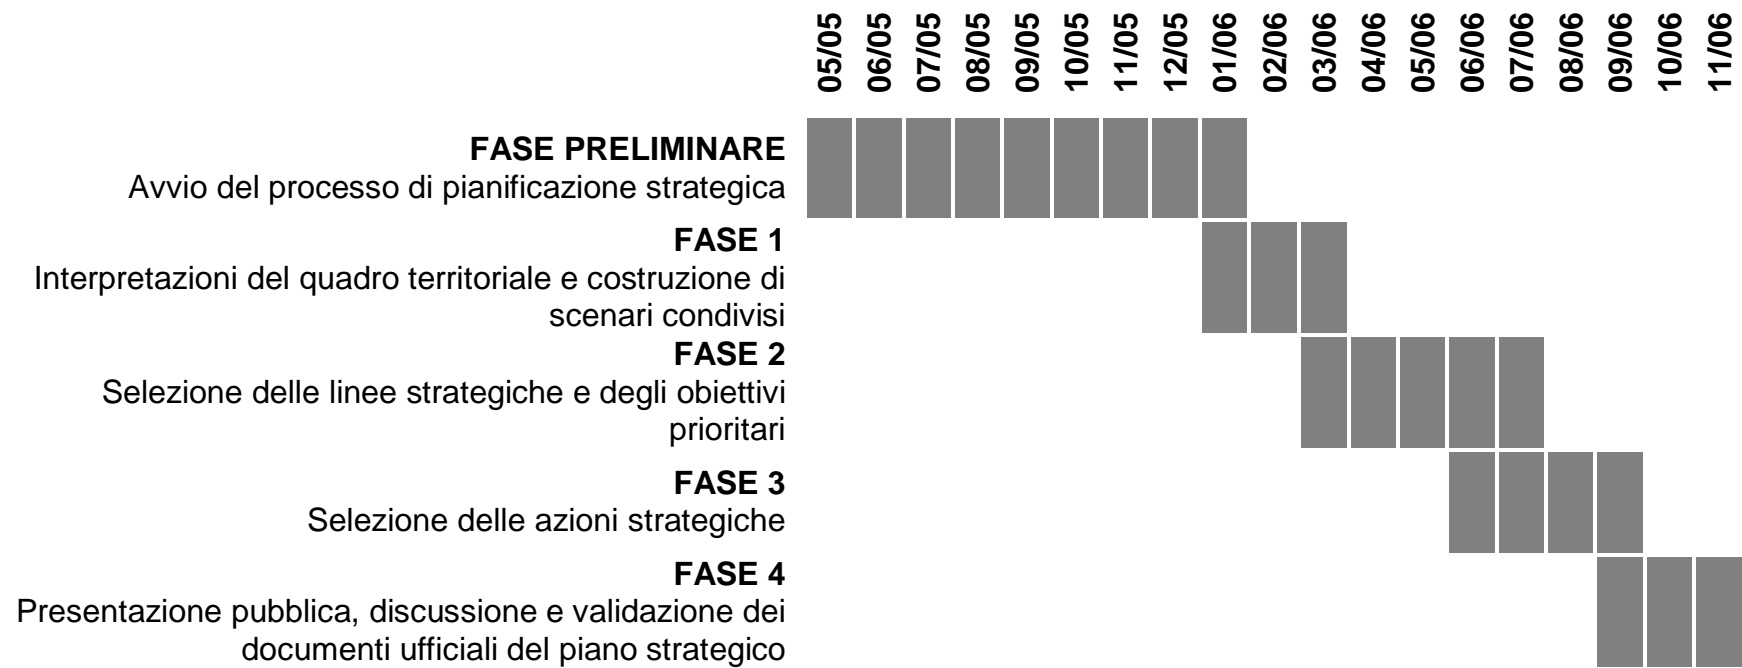 05/05 06/05 07/05 08/05 09/05 10/05 11/05 12/05 01/06 02/06 03/06 04/06 05/06 06/06 07/06 08/06 09/06 10/06 11/06
FASE PRELIMINARE
Avvio del processo di pianificazione strategica
FASE 1
Interpretazioni del quadro territoriale e costruzione di
scenari condivisi
FASE 2
Selezione delle linee strategiche e degli obiettivi
prioritari
FASE 3
Selezione delle azioni strategiche
FASE 4
Presentazione pubblica, discussione e validazione dei
documenti ufficiali del piano strategico